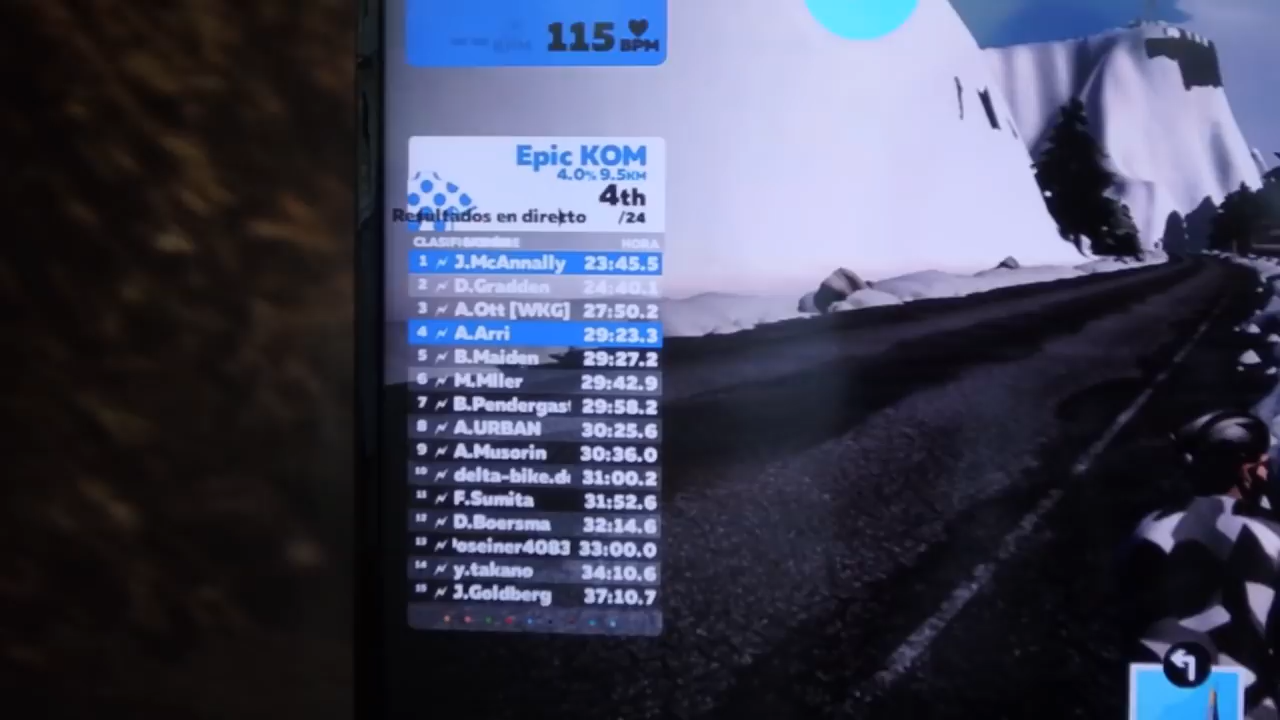 115 BPM
Epic KOM
4.0% 9.5KM
4th
Resultados en directo /24
HORA
1 J.McAnnally 23:45.5
2 D.Gradden 24:40.1
3 A.Ott [WKG] 27:50.2
4 A.Arri 29:23.3
5 B.Maiden 29:27.2
6 M.Mller 29:42.9
7 B.Pendergast 29:58.2
8 A.URBAN 30:25.6
9 A.Musorin 30:36.0
10 delta-bike.d 31:00.2
11 F.Sumita 31:52.6
12 D.Boersma 32:14.6
13 oseiner4083 33:00.0
14 y.takano 34:10.6
15 J.Goldberg 37:10.7